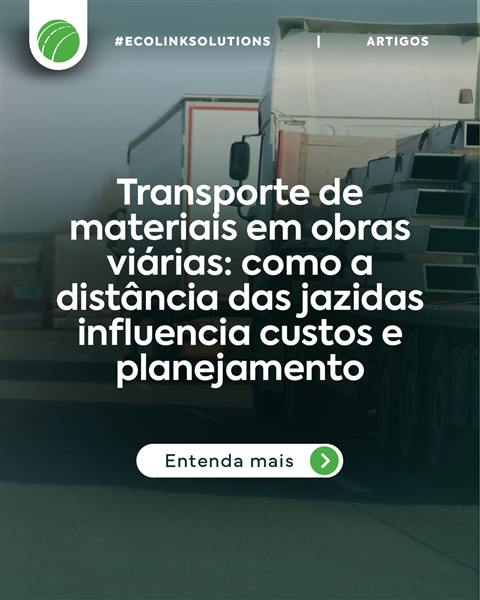 #ECOLINKSOLUTIONS | ARTIGOS
Transporte de
materiais em obras
viárias: como a
distância das jazidas
influencia custos e
planejamento
Entenda mais